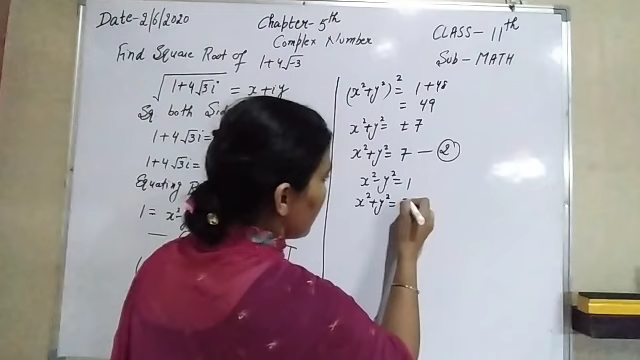 Date-2/6/2020
Chapter-5th
Complex Number
CLASS-11th
Sub-MATH
Find Square Root of 1+4√-3
√1+4√3i = x+iy
Sq both
1+4√3i=
1+4√3i=
Equating
1 = x²-
(x²+y²)² = 1+48
= 49
x²+y² = ±7
x²+y² = 7 — ②
x²-y² = 1
x²+y² =